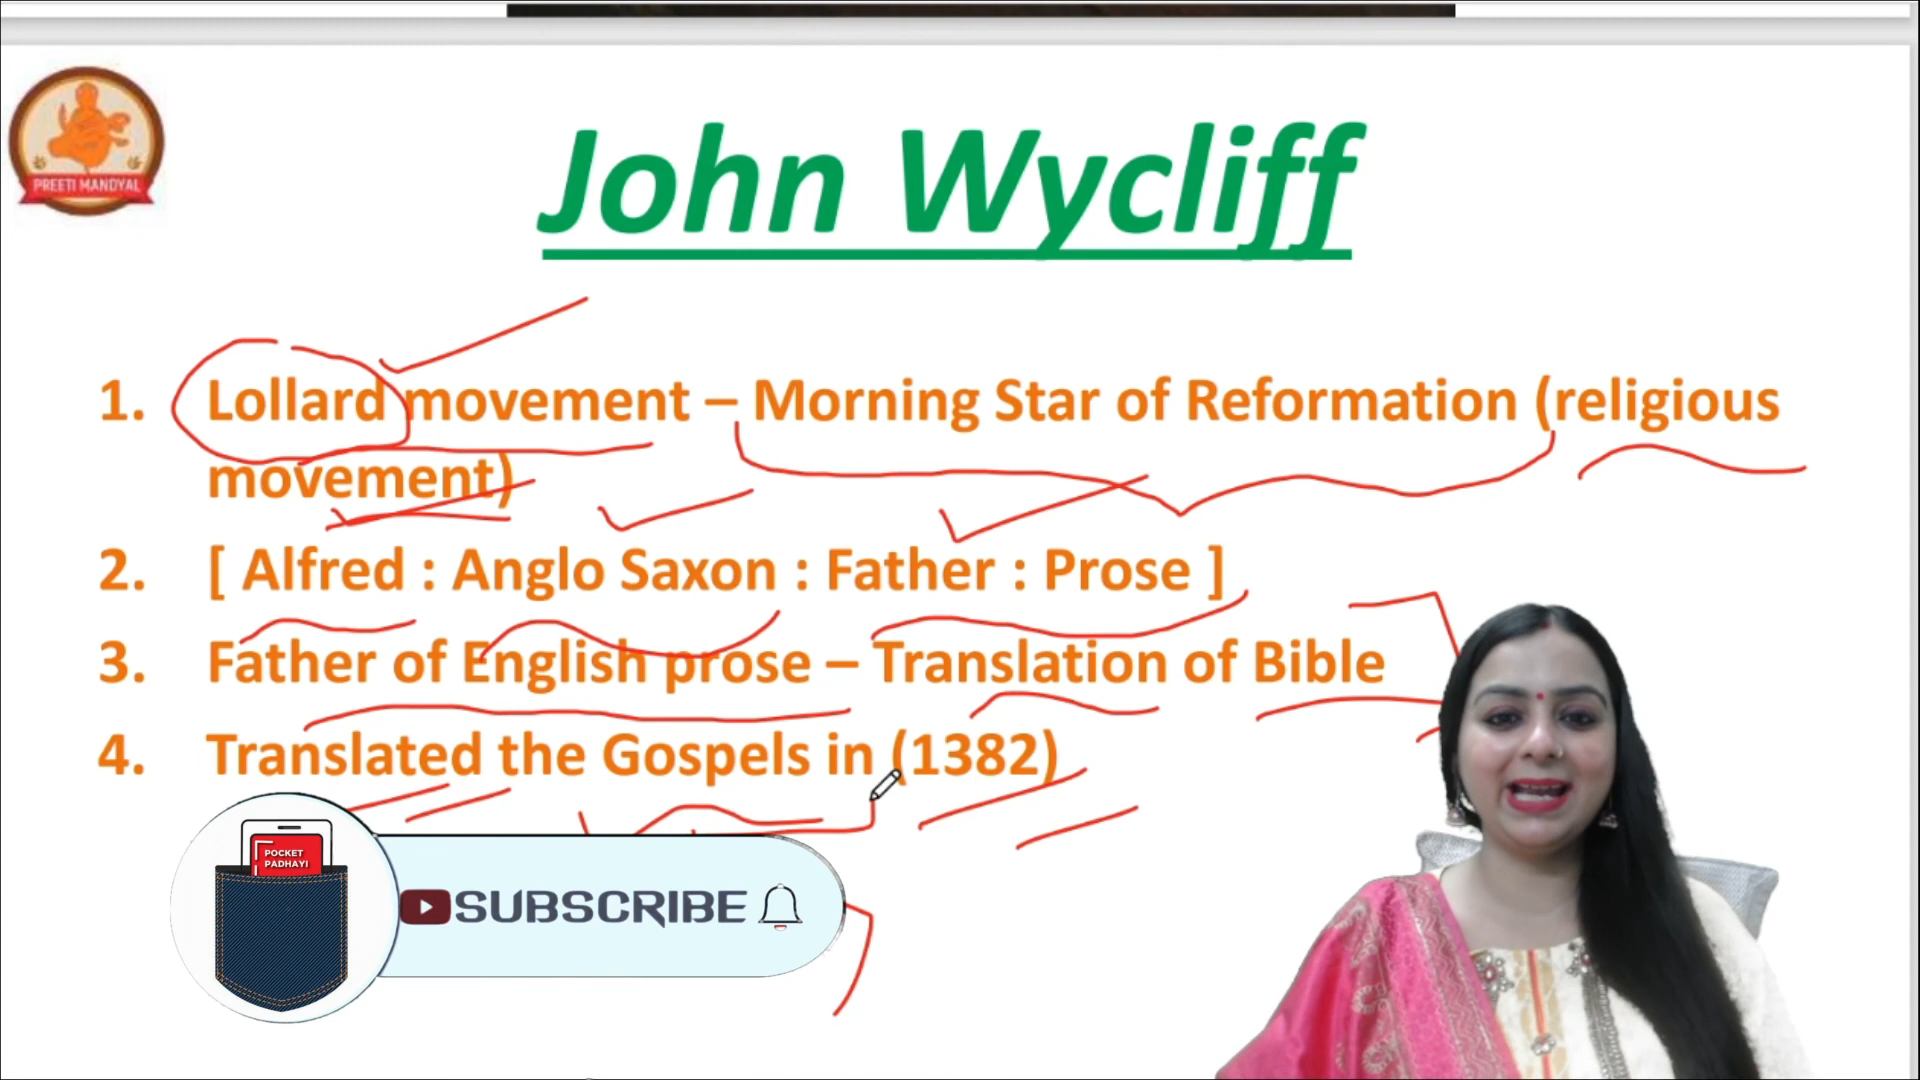 PREETI MANDYAL
John Wycliff
1. Lollard movement – Morning Star of Reformation (religious
movement)
2. [ Alfred : Anglo Saxon : Father : Prose ]
3. Father of English prose – Translation of Bible
4. Translated the Gospels in (1382)
POCKET
PADHAYI
SUBSCRIBE